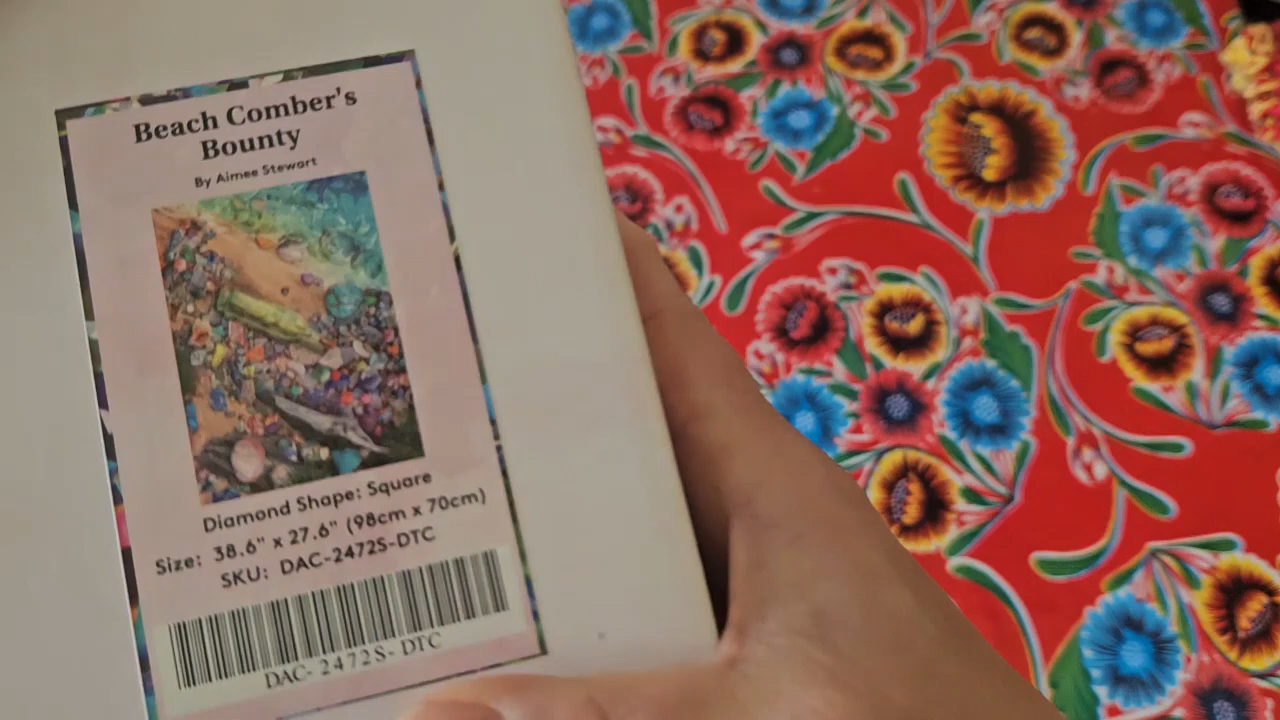 Beach Comber's
Bounty
By Aimee Stewart
Diamond Shape: Square
Size: 38.6" x 27.6" (98cm x 70cm)
SKU: DAC-2472S-DTC
DAC- 2472S- DTC